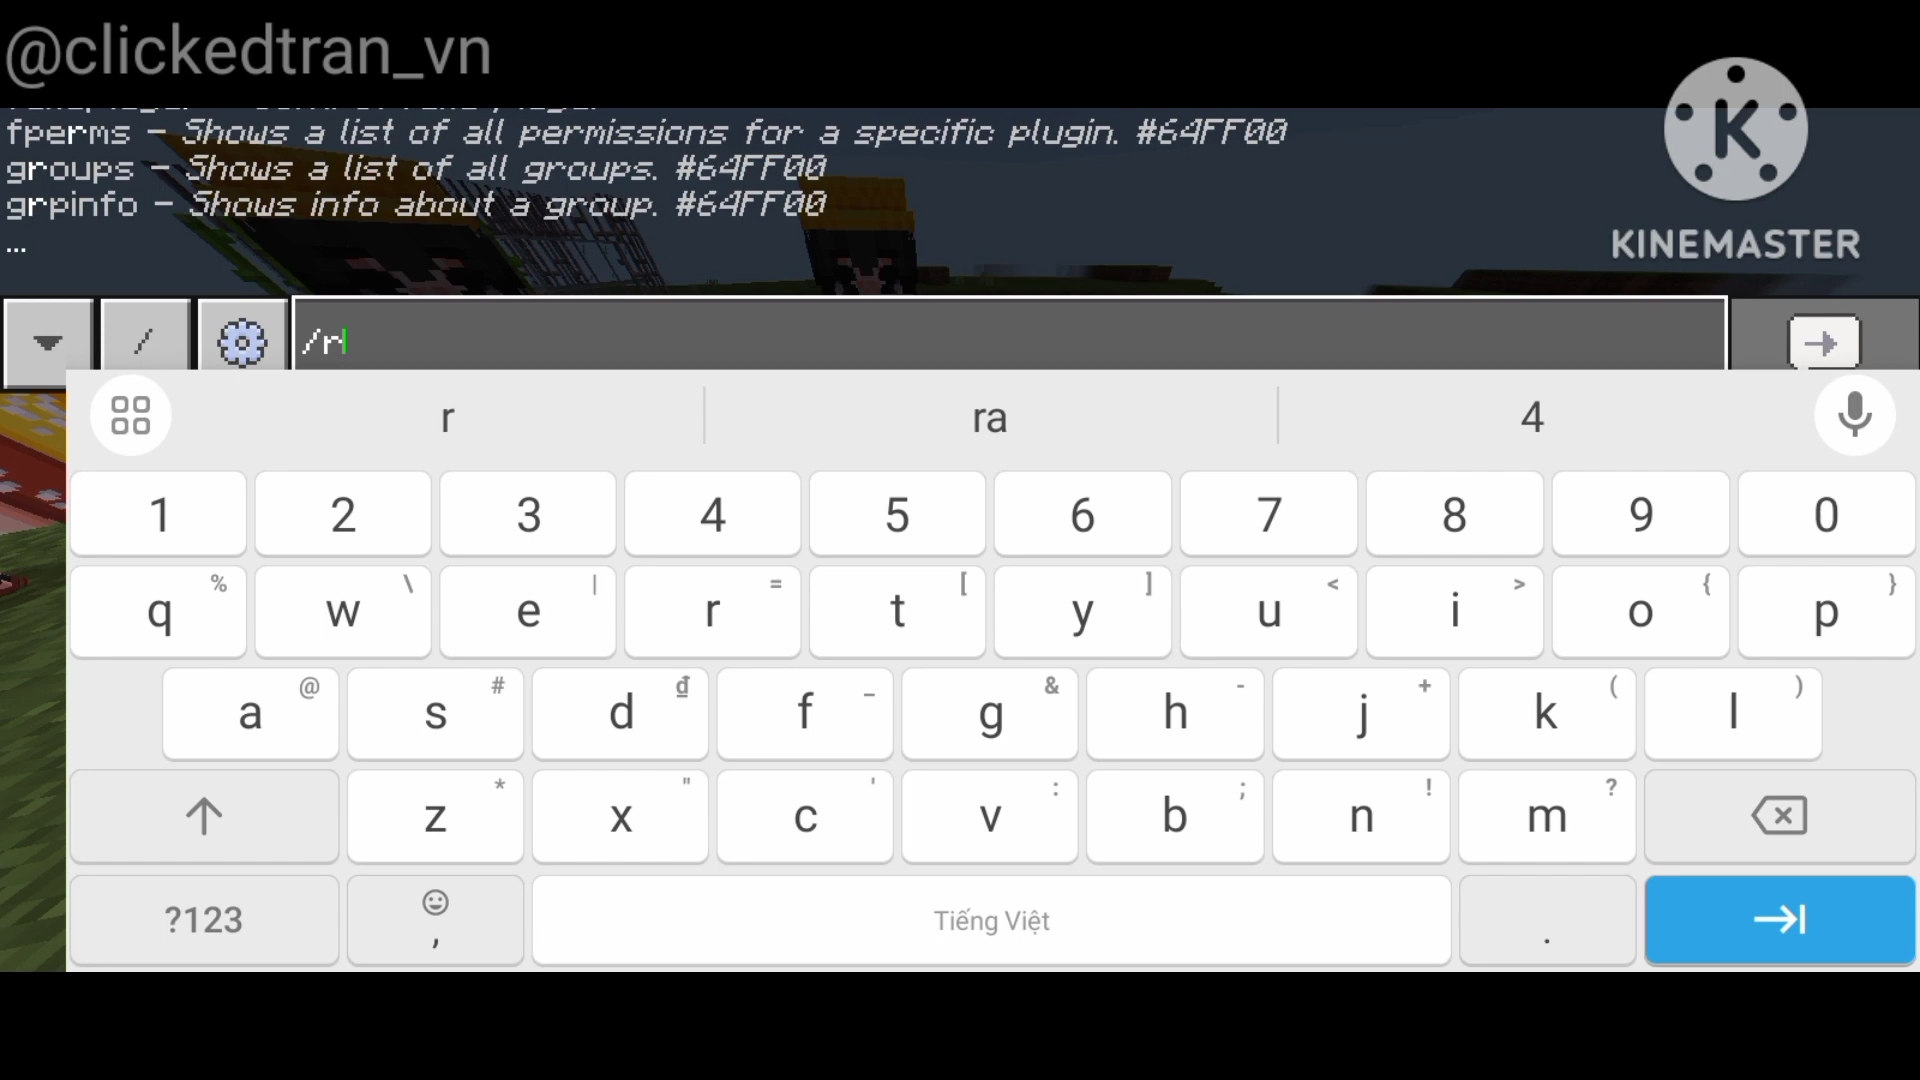 @clickedtran_vn
fperms - Shows a list of all permissions for a specific plugin. #64FF00
groups - Shows a list of all groups. #64FF00
grpinfo - Shows info about a group. #64FF00
...
KINEMASTER
/
/r
r ra 4
1 2 3 4 5 6 7 8 9 0
q % w \ e | r = t [ y ] u < i > o { p }
a @ s # d ₫ f _ g & h - j + k ( l )
z * x " c ' v : b ; n ! m ?
?123 , Tiếng Việt .